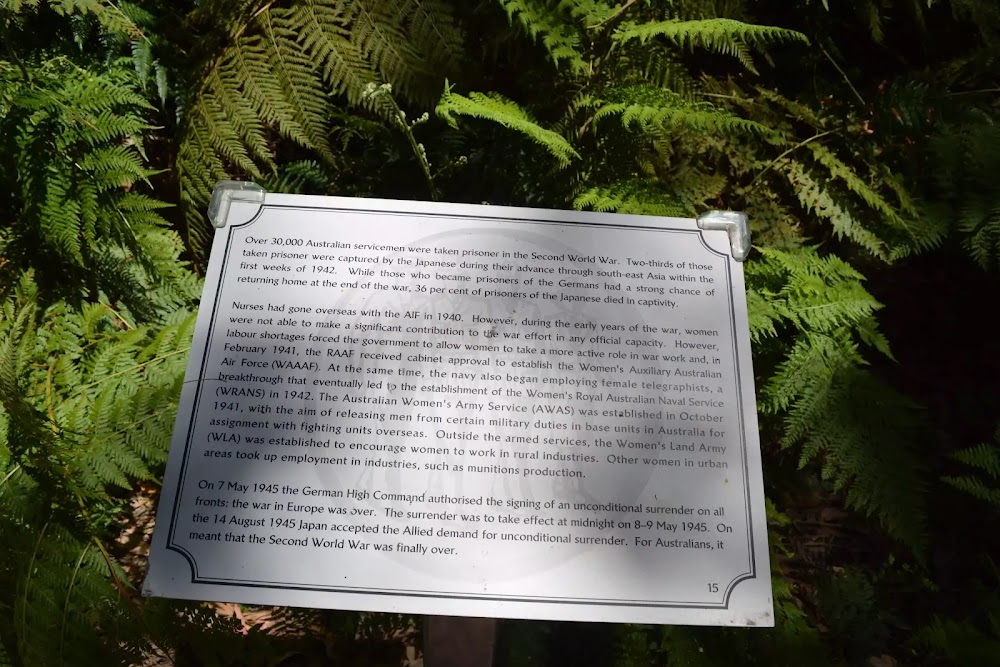 Over 30,000 Australian servicemen were taken prisoner in the Second World War. Two-thirds of those
taken prisoner were captured by the Japanese during their advance through south-east Asia within the
first weeks of 1942. While those who became prisoners of the Germans had a strong chance of
returning home at the end of the war, 36 per cent of prisoners of the Japanese died in captivity.
Nurses had gone overseas with the AIF in 1940. However, during the early years of the war, women
were not able to make a significant contribution to the war effort in any official capacity. However,
labour shortages forced the government to allow women to take a more active role in war work and, in
February 1941, the RAAF received cabinet approval to establish the Women's Auxiliary Australian
Air Force (WAAAF). At the same time, the navy also began employing female telegraphists, a
breakthrough that eventually led to the establishment of the Women's Royal Australian Naval Service
(WRANS) in 1942. The Australian Women's Army Service (AWAS) was established in October
1941, with the aim of releasing men from certain military duties in base units in Australia for
assignment with fighting units overseas. Outside the armed services, the Women's Land Army
(WLA) was established to encourage women to work in rural industries. Other women in urban
areas took up employment in industries, such as munitions production.
On 7 May 1945 the German High Command authorised the signing of an unconditional surrender on all
fronts: the war in Europe was over. The surrender was to take effect at midnight on 8–9 May 1945. On
the 14 August 1945 Japan accepted the Allied demand for unconditional surrender. For Australians, it
meant that the Second World War was finally over.
15